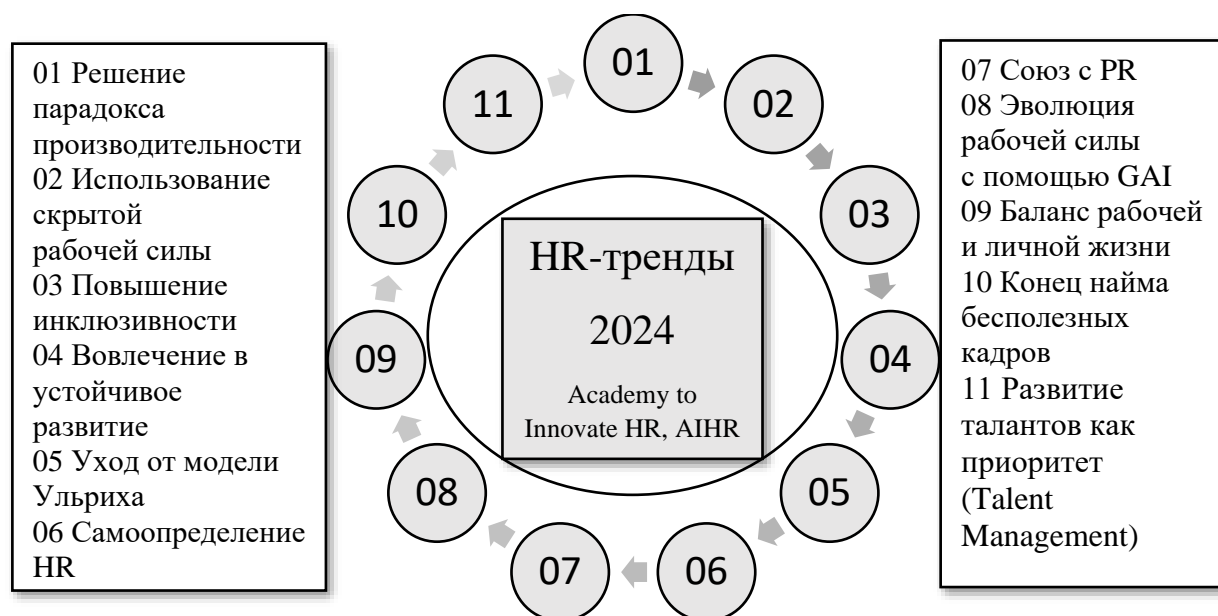 01 Решение
парадокса
производительности
02 Использование
скрытой
рабочей силы
03 Повышение
инклюзивности
04 Вовлечение в
устойчивое
развитие
05 Уход от модели
Ульриха
06 Самоопределение
HR
01
02
03
04
05
06
07
08
09
10
11
HR-тренды
2024
Academy to
Innovate HR, AIHR
07 Союз с PR
08 Эволюция
рабочей силы
с помощью GAI
09 Баланс рабочей
и личной жизни
10 Конец найма
бесполезных
кадров
11 Развитие
талантов как
приоритет
(Talent
Management)